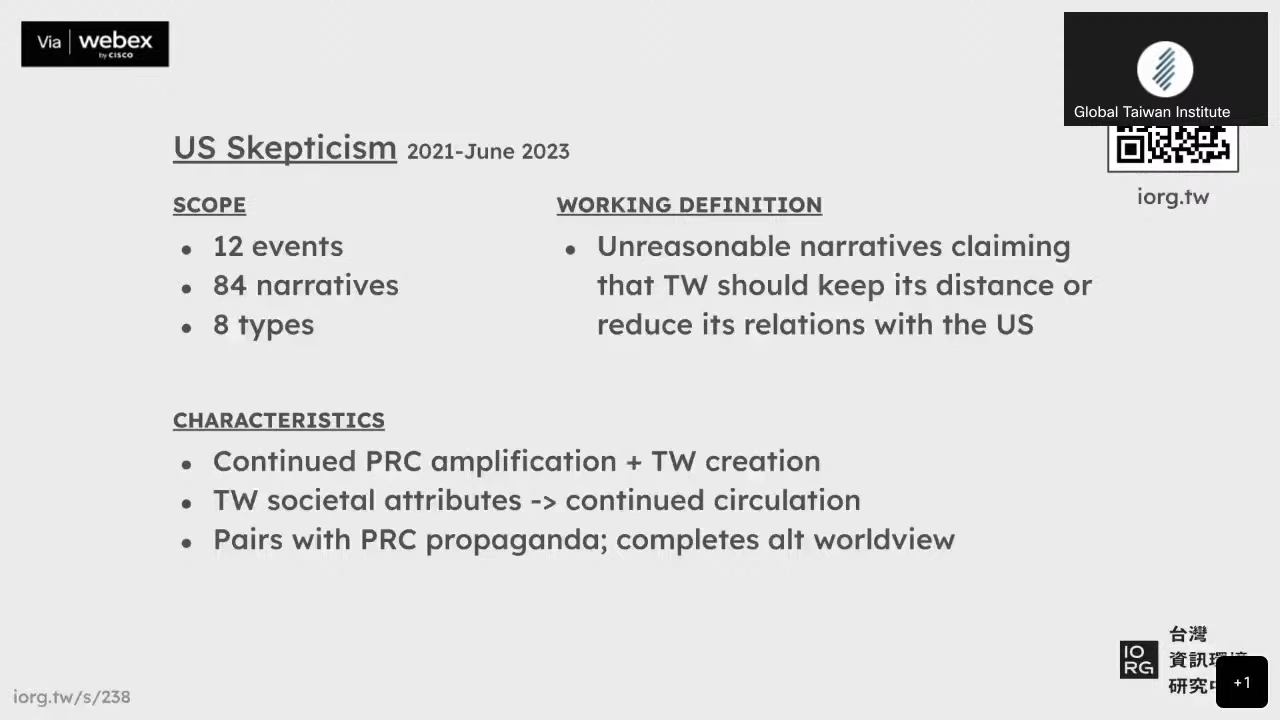 Via | webex
by CISCO
Global Taiwan Institute
iorg.tw
US Skepticism 2021-June 2023
SCOPE
• 12 events
• 84 narratives
• 8 types
WORKING DEFINITION
• Unreasonable narratives claiming
that TW should keep its distance or
reduce its relations with the US
CHARACTERISTICS
• Continued PRC amplification + TW creation
• TW societal attributes -> continued circulation
• Pairs with PRC propaganda; completes alt worldview
iorg.tw/s/238
IO
RG
台灣
資訊環境
研究
+1